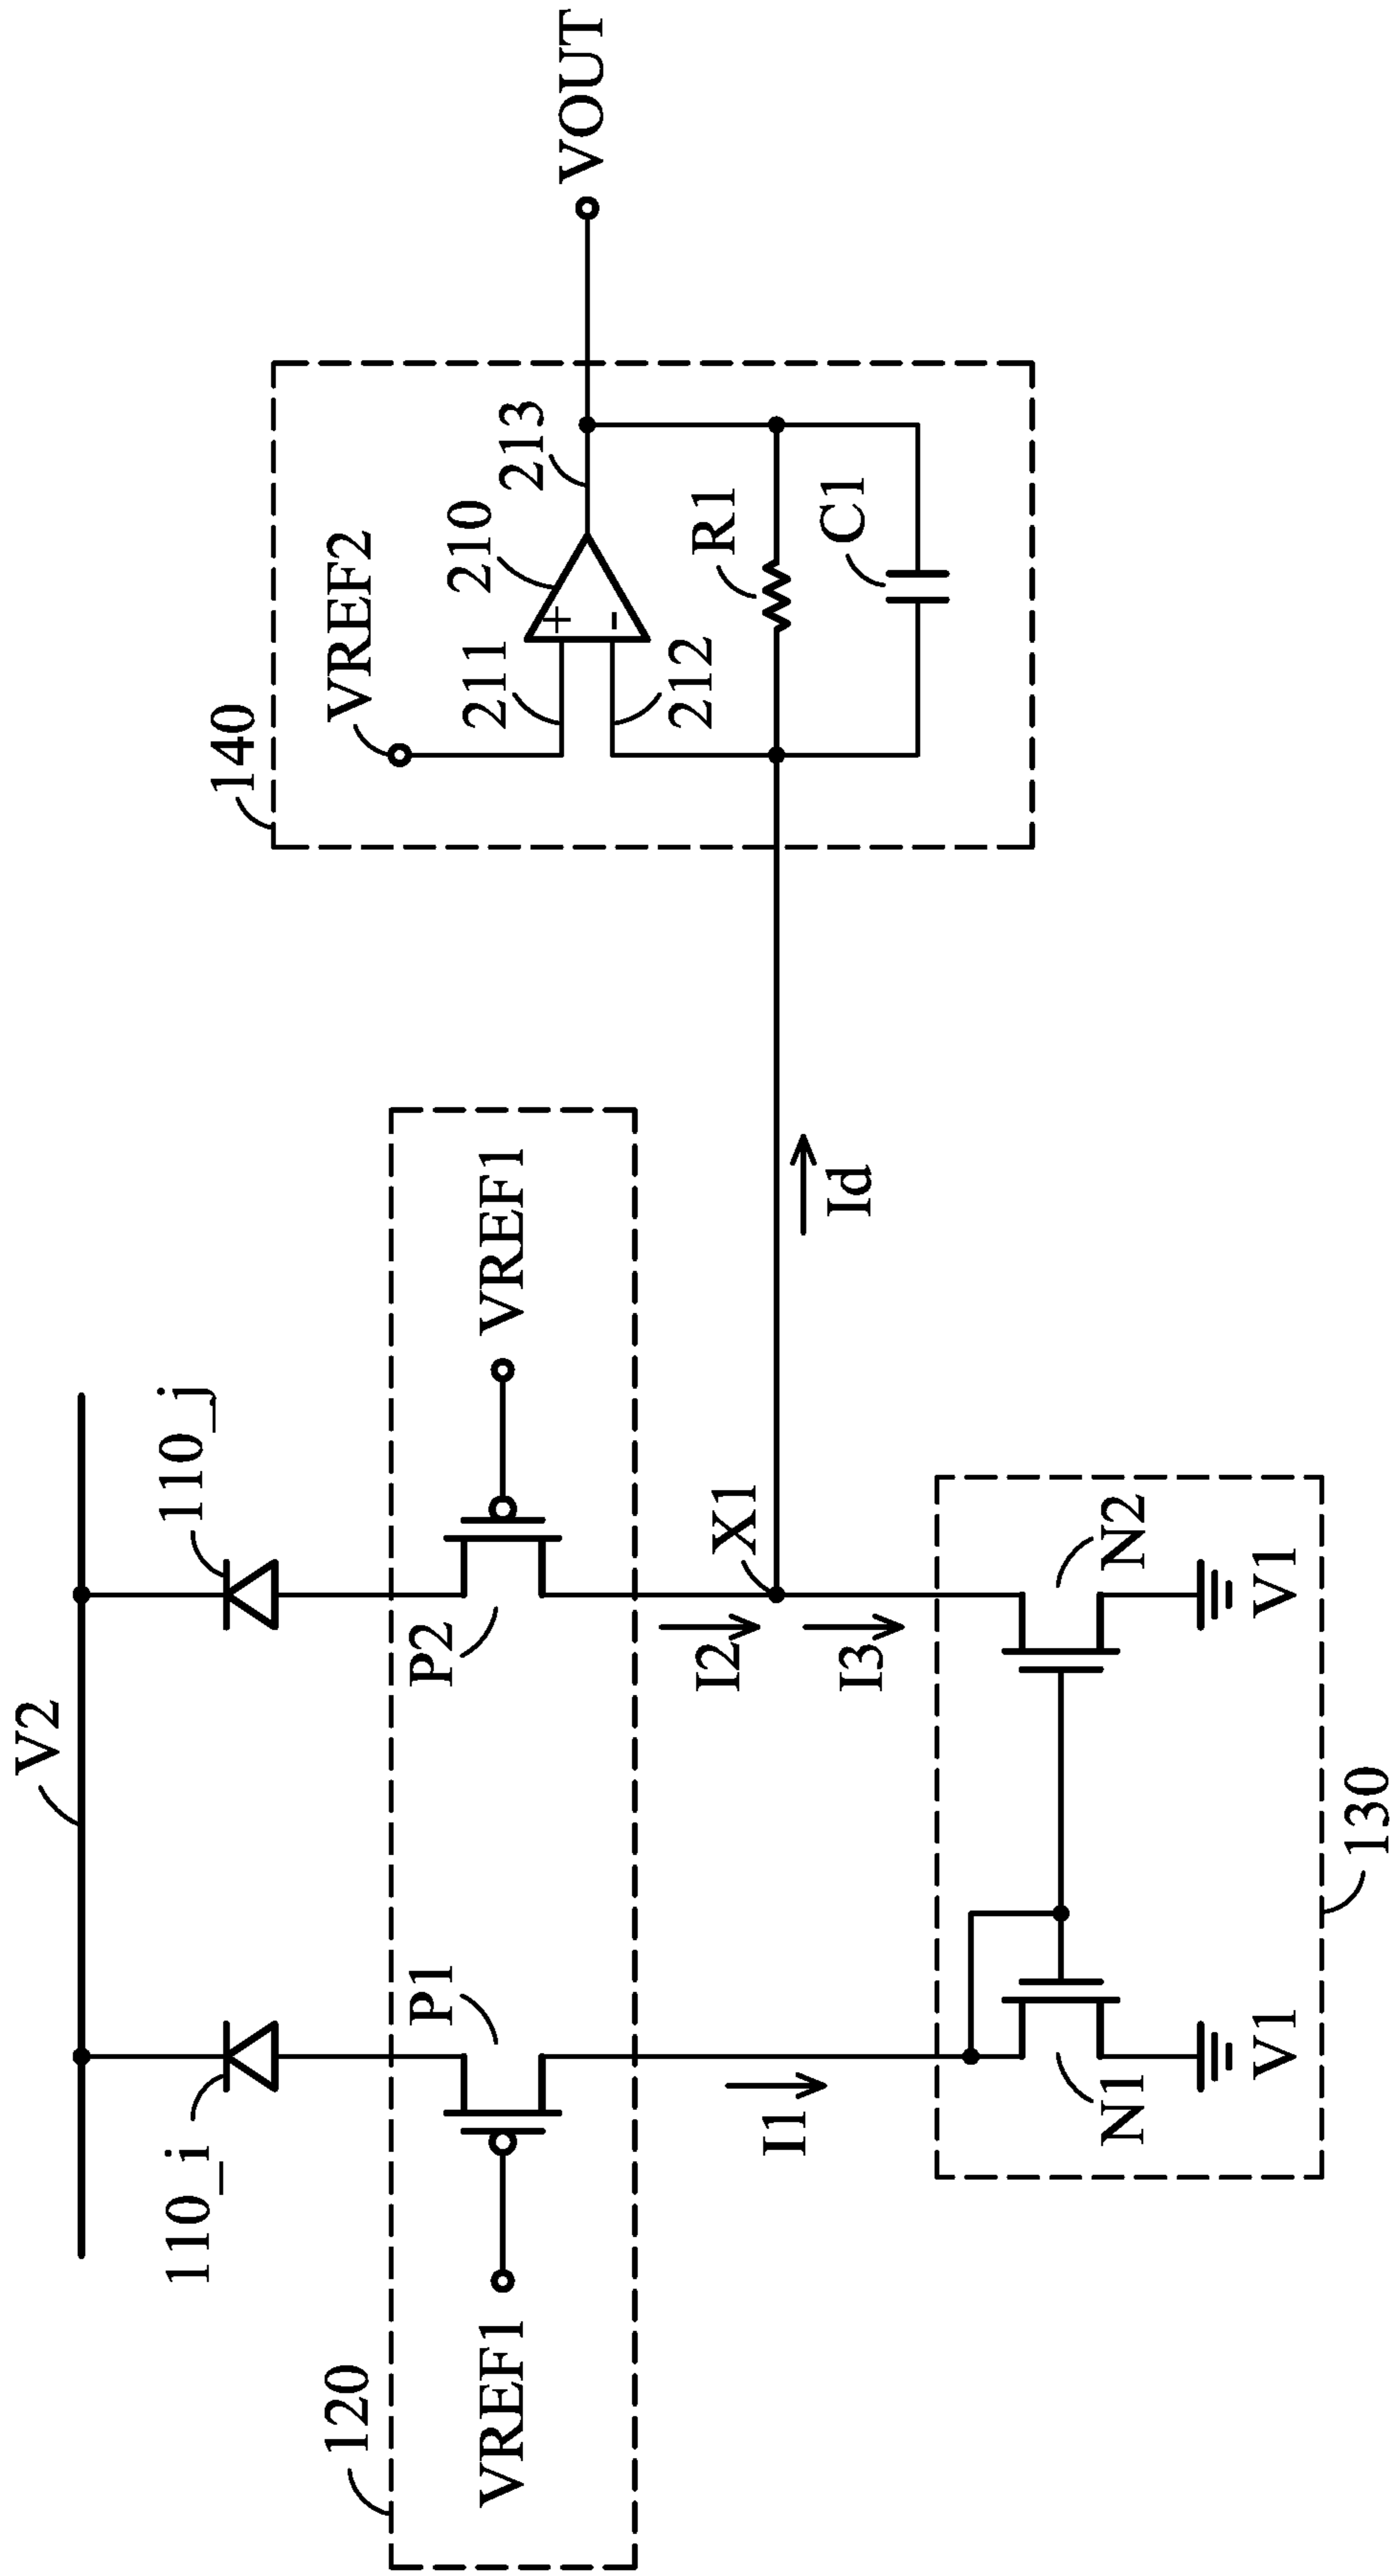 V2
110_i
110_j
120
VREF1
P1
P2
VREF1
I1
I2
X1
I3
Id
N1
N2
V1
V1
130
140
VREF2
211
+
210
213
212
-
R1
C1
VOUT